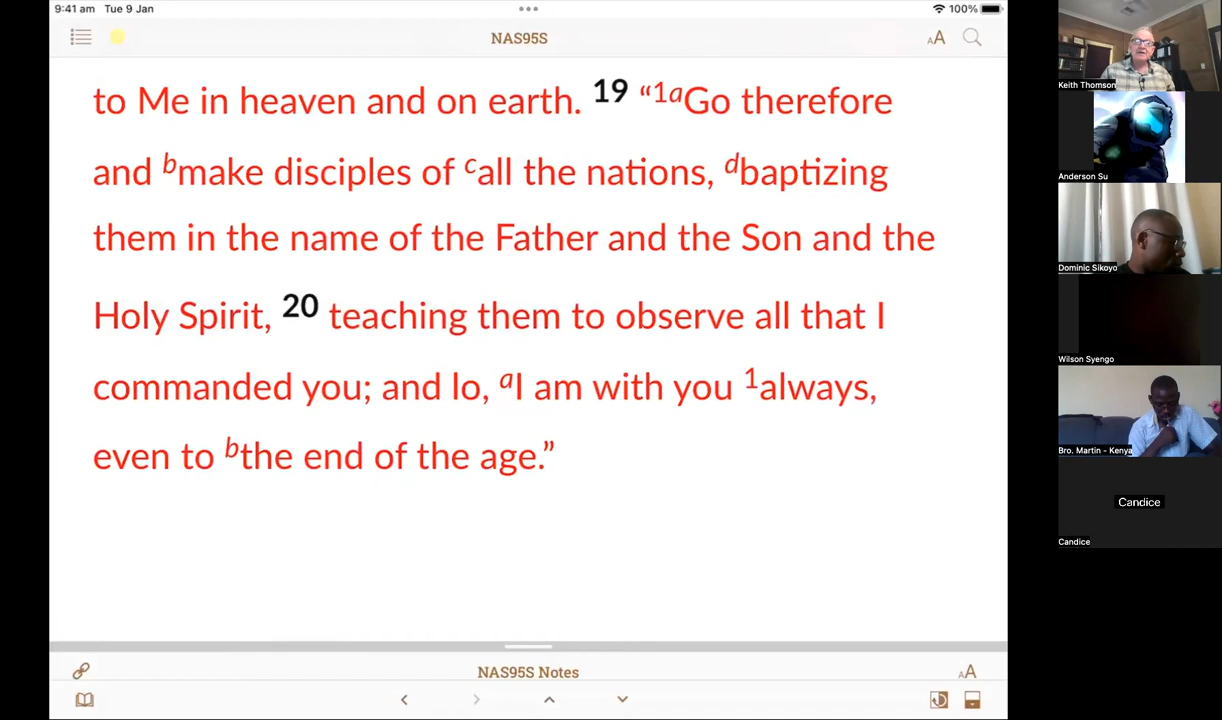 9:41 am Tue 9 Jan
100%
NAS95S
AA
to Me in heaven and on earth. 19 “1aGo therefore
and bmake disciples of call the nations, dbaptizing
them in the name of the Father and the Son and the
Holy Spirit, 20 teaching them to observe all that I
commanded you; and lo, aI am with you 1always,
even to bthe end of the age.”
NAS95S Notes
AA
Keith Thomson
Anderson Su
Dominic Sikoyo
Wilson Syengo
Bro. Martin - Kenya
Candice
Candice